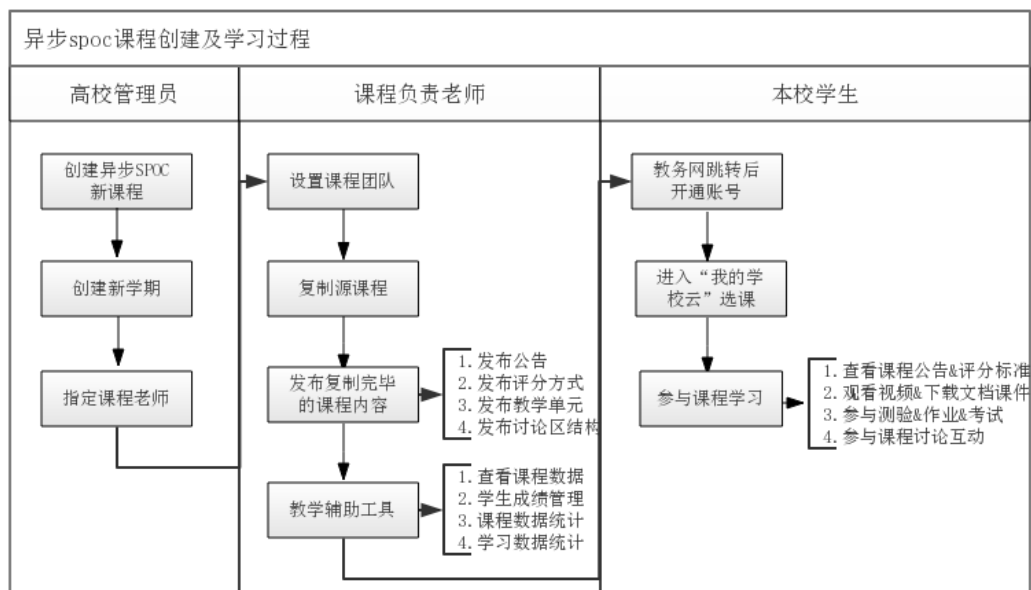 异步spoc课程创建及学习过程
高校管理员
课程负责老师
本校学生
创建异步SPOC
新课程
创建新学期
指定课程老师
设置课程团队
复制源课程
发布复制完毕
的课程内容
1. 发布公告
2. 发布评分方式
3. 发布教学单元
4. 发布讨论区结构
教学辅助工具
1. 查看课程数据
2. 学生成绩管理
3. 课程数据统计
4. 学习数据统计
教务网跳转后
开通账号
进入“我的学
校云”选课
参与课程学习
1. 查看课程公告&评分标准
2. 观看视频&下载文档课件
3. 参与测验&作业&考试
4. 参与课程讨论互动